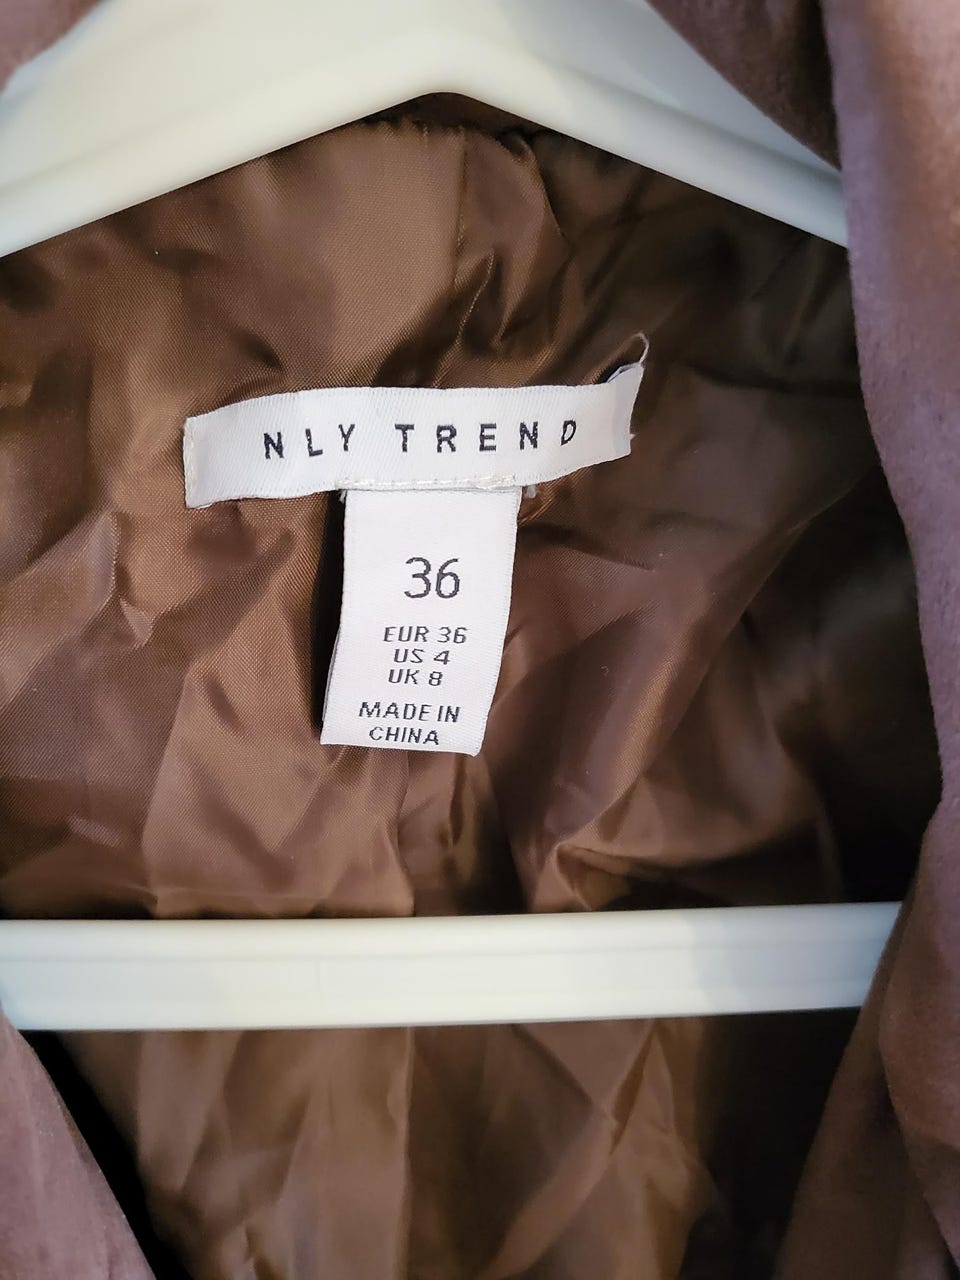 NLY TREND
36
EUR 36
US 4
UK 8
MADE IN
CHINA